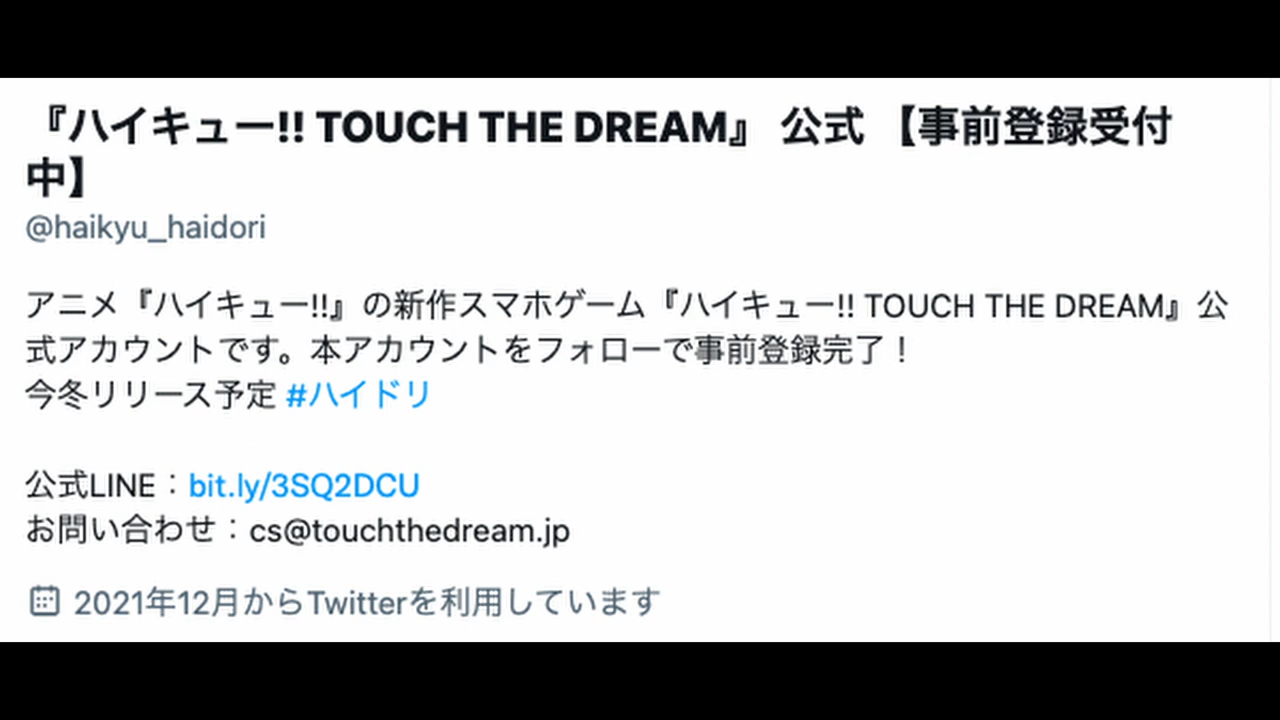 『ハイキュー!! TOUCH THE DREAM』 公式 【事前登録受付
中】
@haikyu_haidori
アニメ『ハイキュー!!』の新作スマホゲーム『ハイキュー!! TOUCH THE DREAM』公
式アカウントです。本アカウントをフォローで事前登録完了！
今冬リリース予定 #ハイドリ
公式LINE：bit.ly/3SQ2DCU
お問い合わせ：cs@touchthedream.jp
2021年12月からTwitterを利用しています